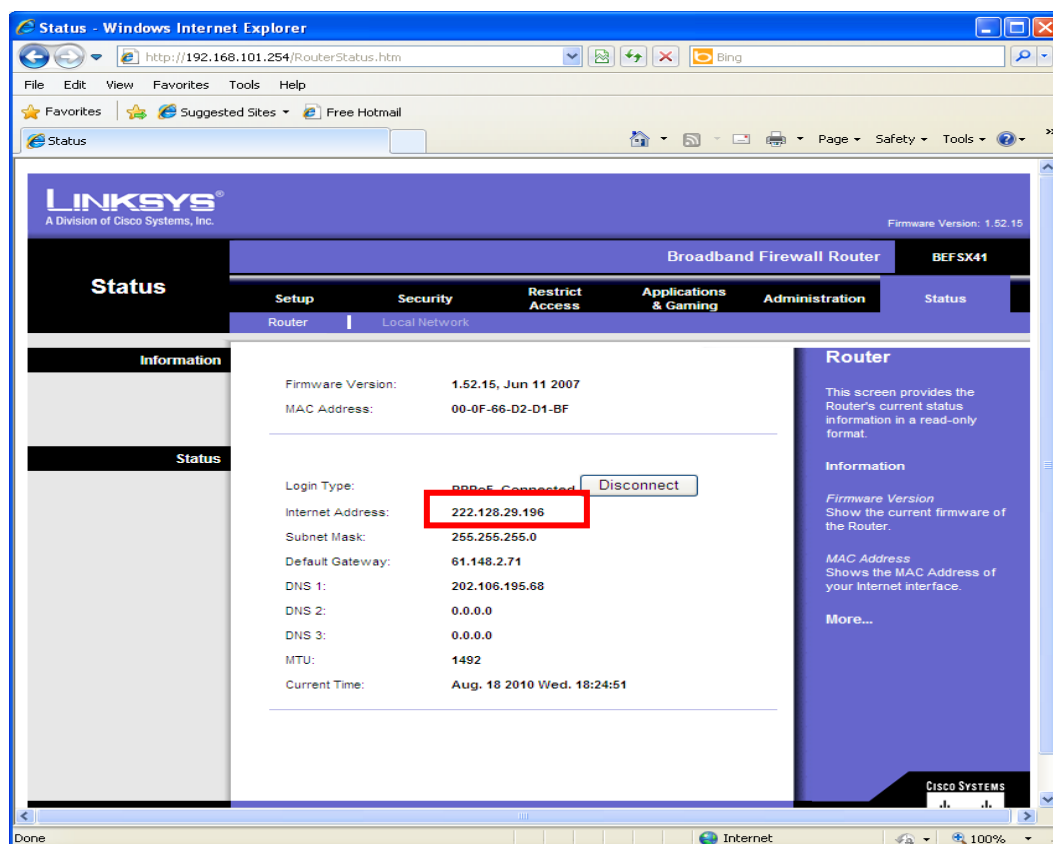 Status - Windows Internet Explorer
http://192.168.101.254/RouterStatus.htm
Bing
File Edit View Favorites Tools Help
Favorites Suggested Sites Free Hotmail
Status
Page Safety Tools
LINKSYS®
A Division of Cisco Systems, Inc.
Firmware Version: 1.52.15
Broadband Firewall Router BEFSX41
Status
Setup Security Restrict Access Applications & Gaming Administration Status
Router Local Network
Information
Firmware Version: 1.52.15, Jun 11 2007
MAC Address: 00-0F-66-D2-D1-BF
Status
Login Type: PPPoE Connected Disconnect
Internet Address: 222.128.29.196
Subnet Mask: 255.255.255.0
Default Gateway: 61.148.2.71
DNS 1: 202.106.195.68
DNS 2: 0.0.0.0
DNS 3: 0.0.0.0
MTU: 1492
Current Time: Aug. 18 2010 Wed. 18:24:51
Router
This screen provides the
Router's current status
information in a read-only
format.
Information
Firmware Version
Show the current firmware of
the Router.
MAC Address
Shows the MAC Address of
your Internet interface.
More...
CISCO SYSTEMS
Done Internet 100%